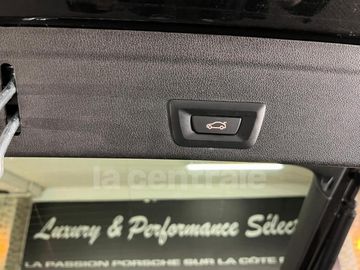 la centrale
Luxury & Performance Sélect
LA PASSION PORSCHE SUR LA CÔTE !